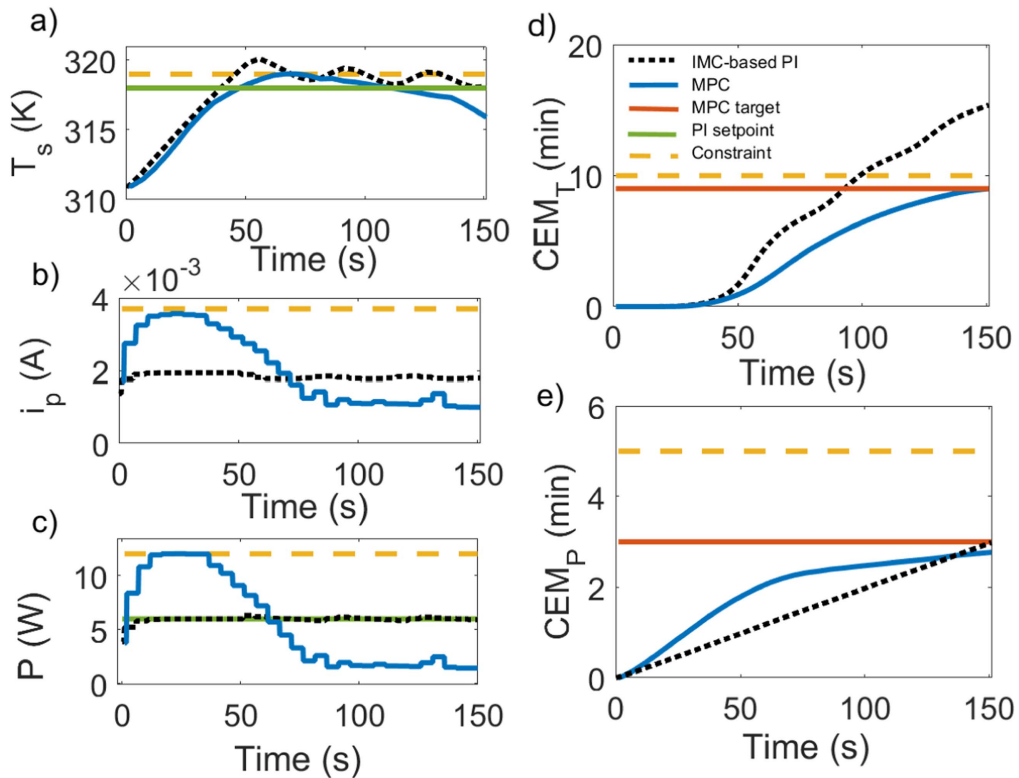 a)
T_s (K)
320
315
310
0 50 100 150
Time (s)
b)
×10^-3
i_p (A)
4
2
0
0 50 100 150
Time (s)
c)
P (W)
10
5
0
0 50 100 150
Time (s)
d)
CEM_T (min)
20
15
10
5
0
0 50 100 150
Time (s)
IMC-based PI
MPC
MPC target
PI setpoint
Constraint
e)
CEM_P (min)
6
4
2
0
0 50 100 150
Time (s)